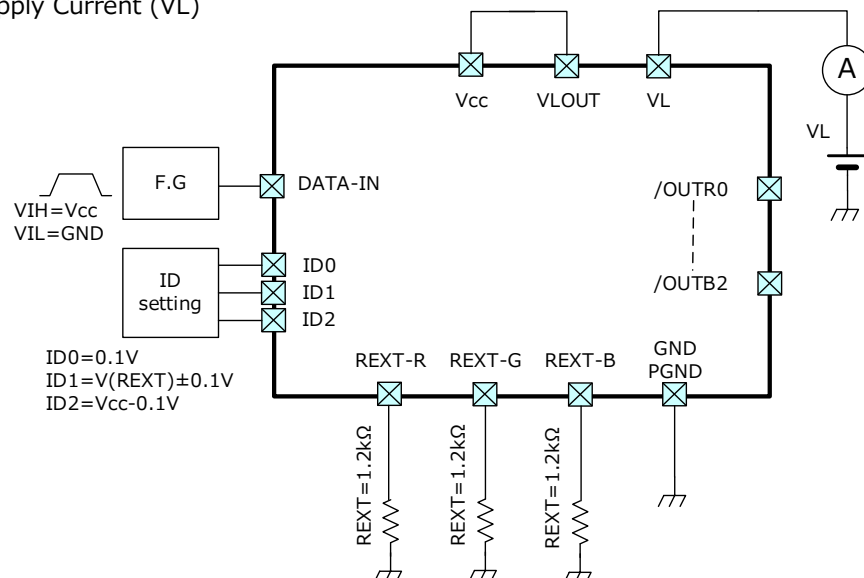 pply Current (VL)
A
Vcc
VLOUT
VL
VL
F.G
DATA-IN
/OUTR0
VIH=Vcc
VIL=GND
ID
setting
ID0
ID1
ID2
/OUTB2
ID0=0.1V
ID1=V(REXT)±0.1V
ID2=Vcc-0.1V
REXT-R
REXT-G
REXT-B
GND
PGND
REXT=1.2kΩ
REXT=1.2kΩ
REXT=1.2kΩ